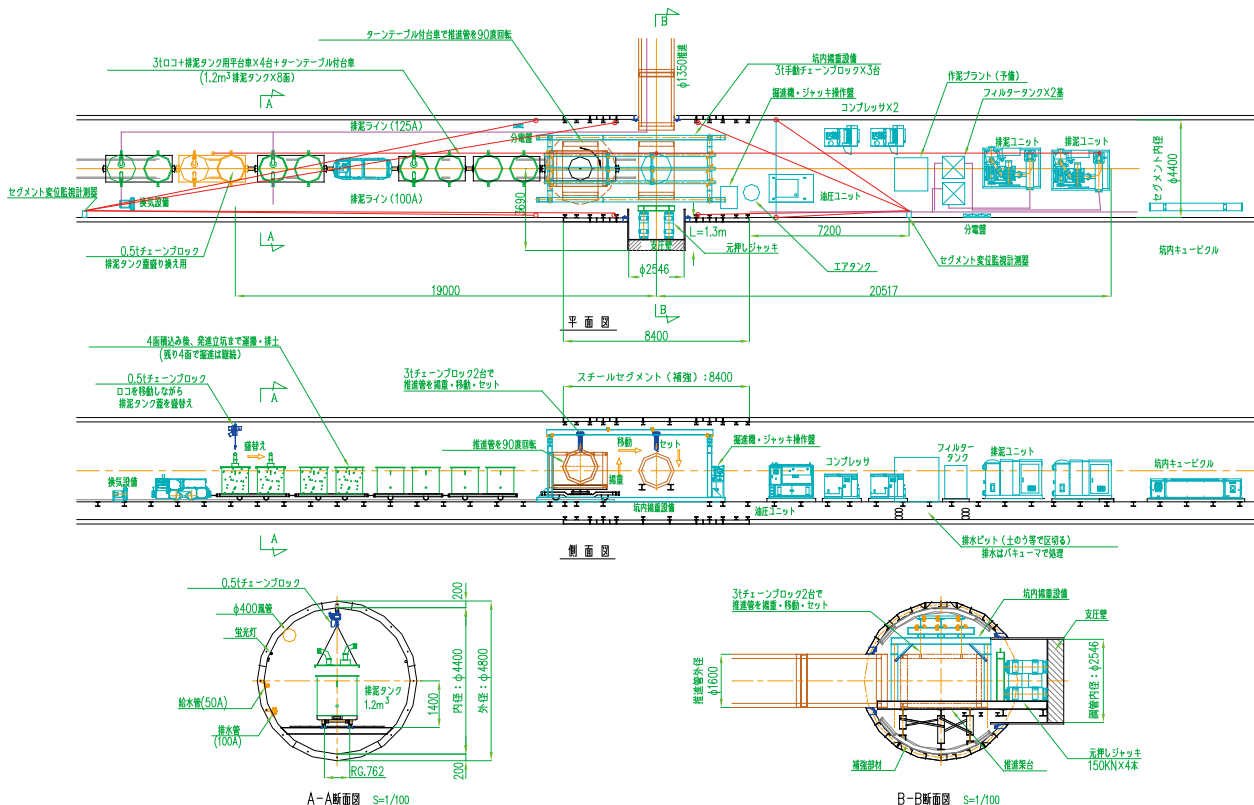 B
ターンテーブル付台車で推進管を90度回転
3tロコ+排泥タンク用平台車×4台+ターンテーブル付台車
(1.2m³ 排泥タンク×8函)
φ1350推進
坑内揚重設備
3t手動チェーンブロック×3台
掘進機・ジャッキ操作盤
コンプレッサ×2
作泥プラント(予備)
フィルタータンク×2基
A
排泥ライン(125A)
分電盤
排泥ユニット
排泥ユニット
セグメント内径
φ4400
セグメント変位監視計測器
換気設備
排泥ライン(100A)
3690
油圧ユニット
A
0.5tチェーンブロック
排泥タンク蓋盛り換え用
支圧壁
L=1.3m
元押しジャッキ
7200
分電盤
坑内キュービクル
φ2546
エアタンク
セグメント変位監視計測器
19000
20517
B
平 面 図
8400
4函積込み後、発進立坑まで運搬・排土
(残り4函で掘進は継続)
0.5tチェーンブロック
ロコを移動しながら
排泥タンク蓋を盛替え
A
3tチェーンブロック2台で
推進管を揚重・移動・セット
スチールセグメント(補強):8400
盛替え
推進管を90度回転
移動
セット
掘進機・ジャッキ操作盤
換気設備
揚重
コンプレッサ
フィルター
タンク
排泥ユニット
坑内キュービクル
坑内揚重設備
油圧ユニット
A
側 面 図
排水ピット(土のう等で区切る)
排水はバキューマで処理
0.5tチェーンブロック
φ400風管
蛍光灯
給水管(50A)
排水管
(100A)
排泥タンク
1.2m³
1400
200
内径:φ4400
外径:φ4800
200
RG.762
A-A断面図 S=1/100
3tチェーンブロック2台で
推進管を揚重・移動・セット
坑内揚重設備
支圧壁
推進管外径
φ1600
鋼管内径:φ2546
補強部材
推進架台
元押しジャッキ
150KN×4本
B-B断面図 S=1/100